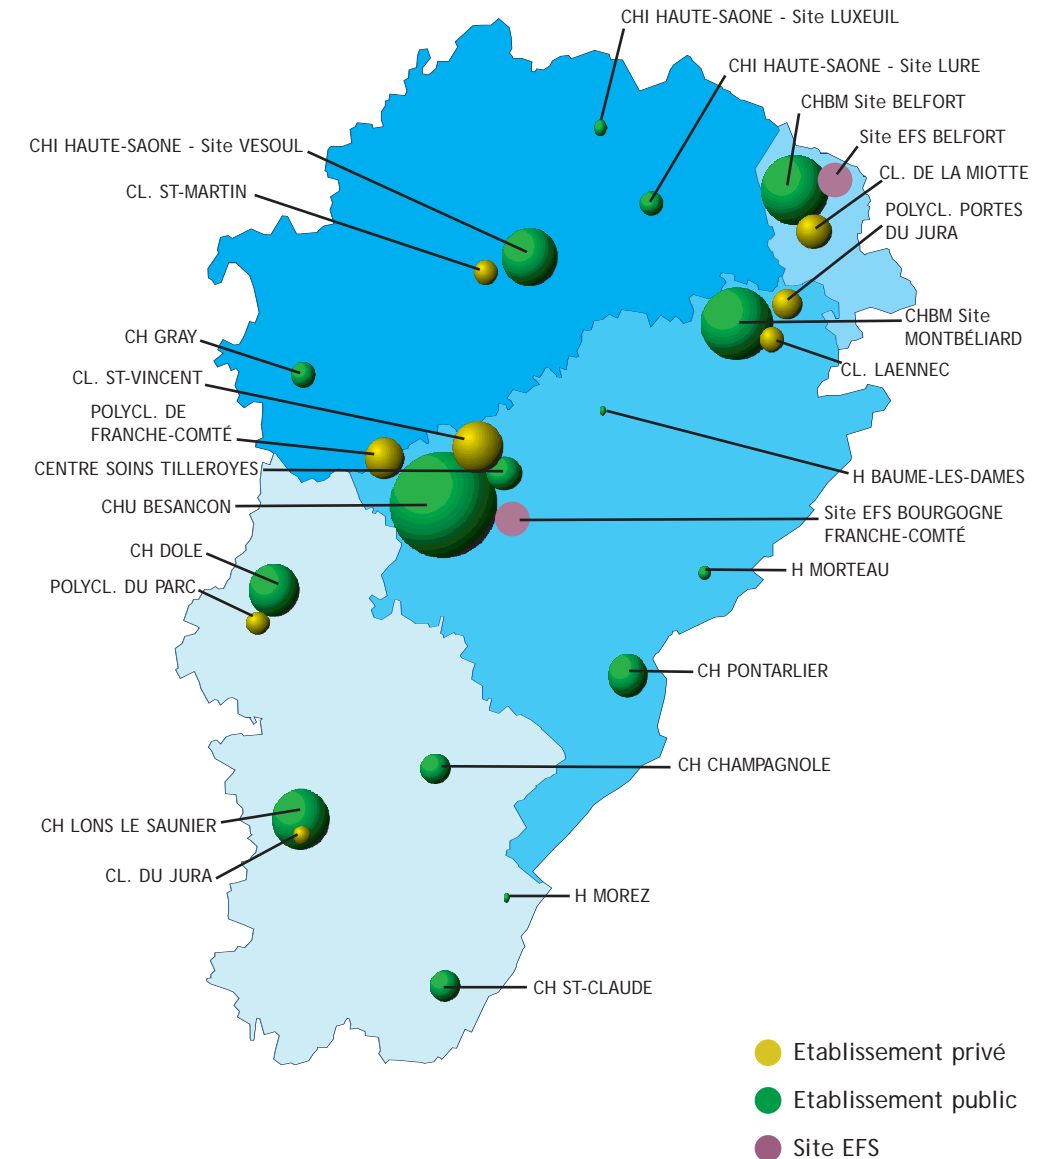 CHI HAUTE-SAONE - Site LUXEUIL
CHI HAUTE-SAONE - Site LURE
CHBM Site BELFORT
Site EFS BELFORT
CHI HAUTE-SAONE - Site VESOUL
CL. DE LA MIOTTE
CL. ST-MARTIN
POLYCL. PORTES
DU JURA
CHBM Site
MONTBÉLIARD
CH GRAY
CL. LAENNEC
CL. ST-VINCENT
POLYCL. DE
FRANCHE-COMTÉ
CENTRE SOINS TILLEROYES
H BAUME-LES-DAMES
CHU BESANCON
Site EFS BOURGOGNE
FRANCHE-COMTÉ
CH DOLE
H MORTEAU
POLYCL. DU PARC
CH PONTARLIER
CH CHAMPAGNOLE
CH LONS LE SAUNIER
CL. DU JURA
H MOREZ
CH ST-CLAUDE
Etablissement privé
Etablissement public
Site EFS